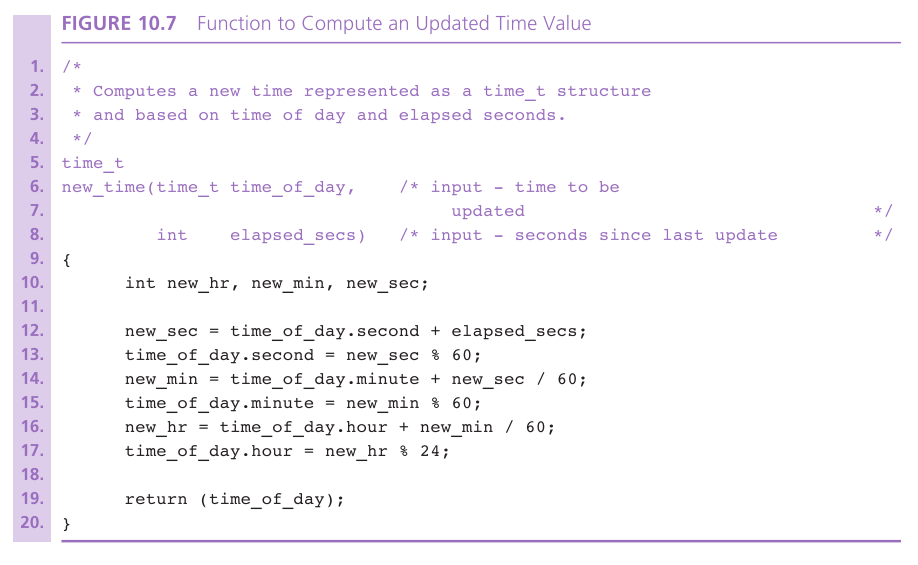 FIGURE 10.7 Function to Compute an Updated Time Value
1. /*
2. * Computes a new time represented as a time_t structure
3. * and based on time of day and elapsed seconds.
4. */
5. time_t
6. new_time(time_t time_of_day, /* input - time to be
7. updated */
8. int elapsed_secs) /* input - seconds since last update */
9. {
10. int new_hr, new_min, new_sec;
11.
12. new_sec = time_of_day.second + elapsed_secs;
13. time_of_day.second = new_sec % 60;
14. new_min = time_of_day.minute + new_sec / 60;
15. time_of_day.minute = new_min % 60;
16. new_hr = time_of_day.hour + new_min / 60;
17. time_of_day.hour = new_hr % 24;
18.
19. return (time_of_day);
20. }